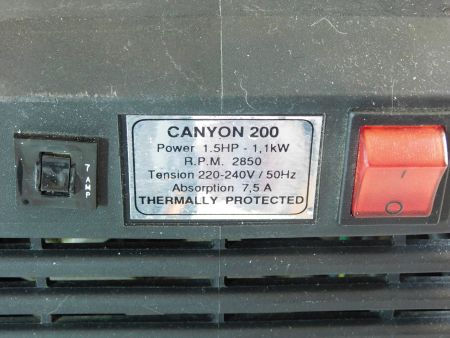 CANYON 200
Power 1.5HP - 1,1kW
R.P.M. 2850
Tension 220-240V / 50Hz
Absorption 7,5 A
THERMALLY PROTECTED
7 AMP
I
O